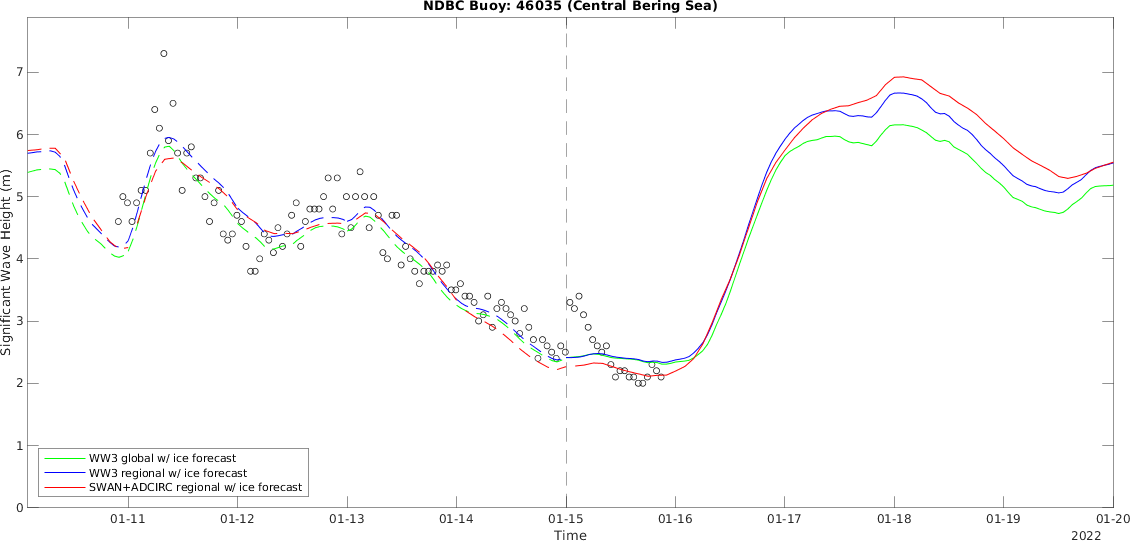 NDBC Buoy: 46035 (Central Bering Sea)
Significant Wave Height (m)
7
6
5
4
3
2
1
0
WW3 global w/ ice forecast
WW3 regional w/ ice forecast
SWAN+ADCIRC regional w/ ice forecast
01-11 01-12 01-13 01-14 01-15 01-16 01-17 01-18 01-19 01-20
Time
2022